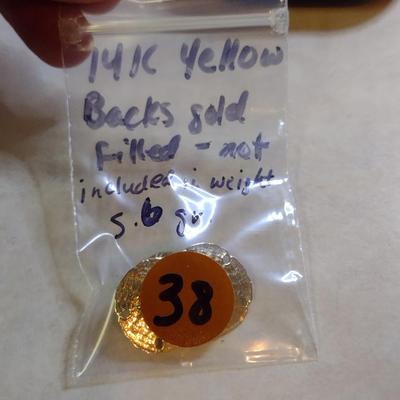 14K Yellow
Backs gold
filled - not
included in weight
5.6 gr.
38